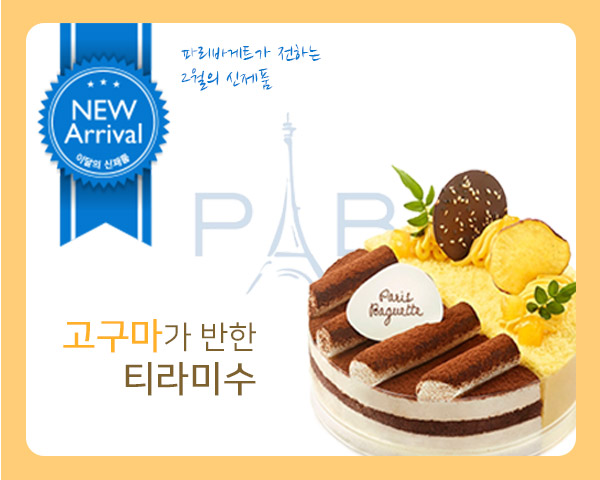 파리바게트가 전하는
2월의 신제품
NEW
Arrival
이달의 신제품
PAB
Paris
Baguette
고구마가 반한
티라미수